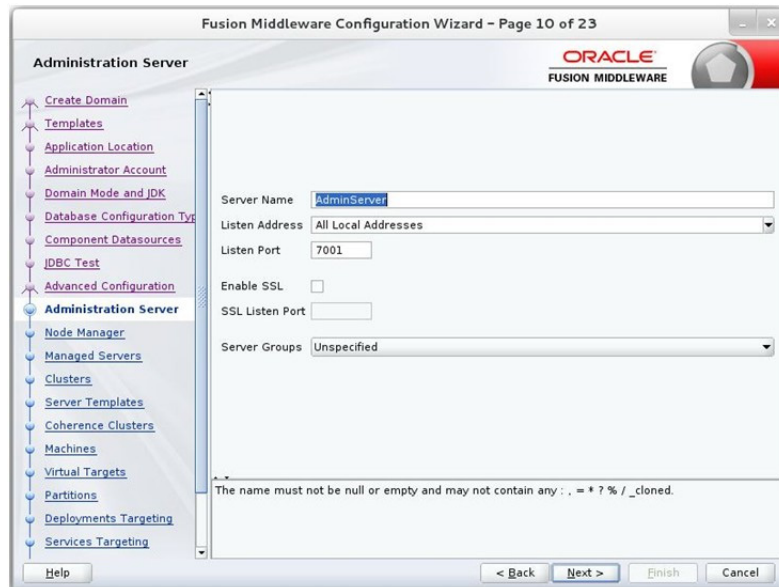 Fusion Middleware Configuration Wizard - Page 10 of 23
Administration Server
ORACLE
FUSION MIDDLEWARE
Create Domain
Templates
Application Location
Administrator Account
Domain Mode and JDK
Database Configuration Typ
Component Datasources
JDBC Test
Advanced Configuration
Administration Server
Node Manager
Managed Servers
Clusters
Server Templates
Coherence Clusters
Machines
Virtual Targets
Partitions
Deployments Targeting
Services Targeting
Server Name AdminServer
Listen Address All Local Addresses
Listen Port 7001
Enable SSL
SSL Listen Port
Server Groups Unspecified
The name must not be null or empty and may not contain any : , = * ? % / _cloned.
Help
< Back Next > Finish Cancel